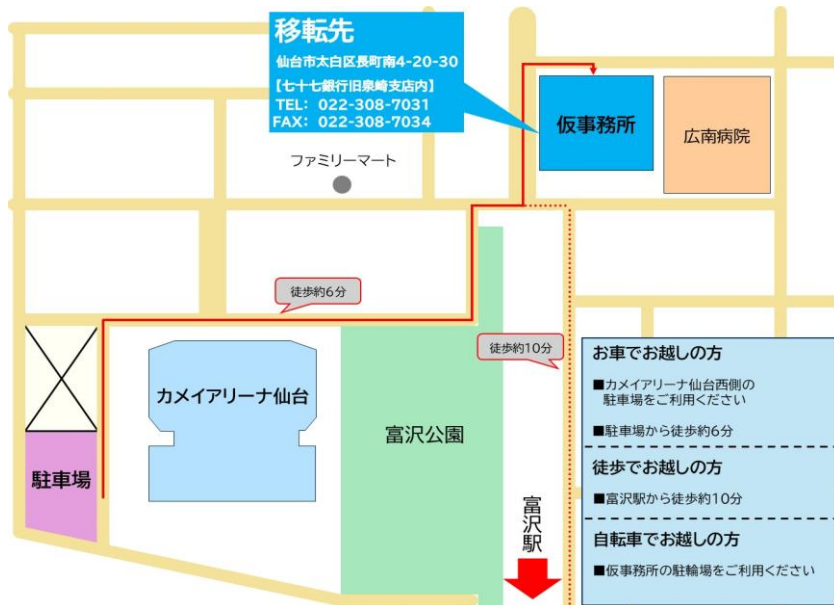 移転先
仙台市太白区長町南4-20-30
【七十七銀行旧泉崎支店内】
TEL: 022-308-7031
FAX: 022-308-7034
仮事務所
広南病院
ファミリーマート
徒歩約6分
徒歩約10分
カメイアリーナ仙台
富沢公園
駐車場
富沢駅
お車でお越しの方
■カメイアリーナ仙台西側の
駐車場をご利用ください
■駐車場から徒歩約6分
徒歩でお越しの方
■富沢駅から徒歩約10分
自転車でお越しの方
■仮事務所の駐輪場をご利用ください